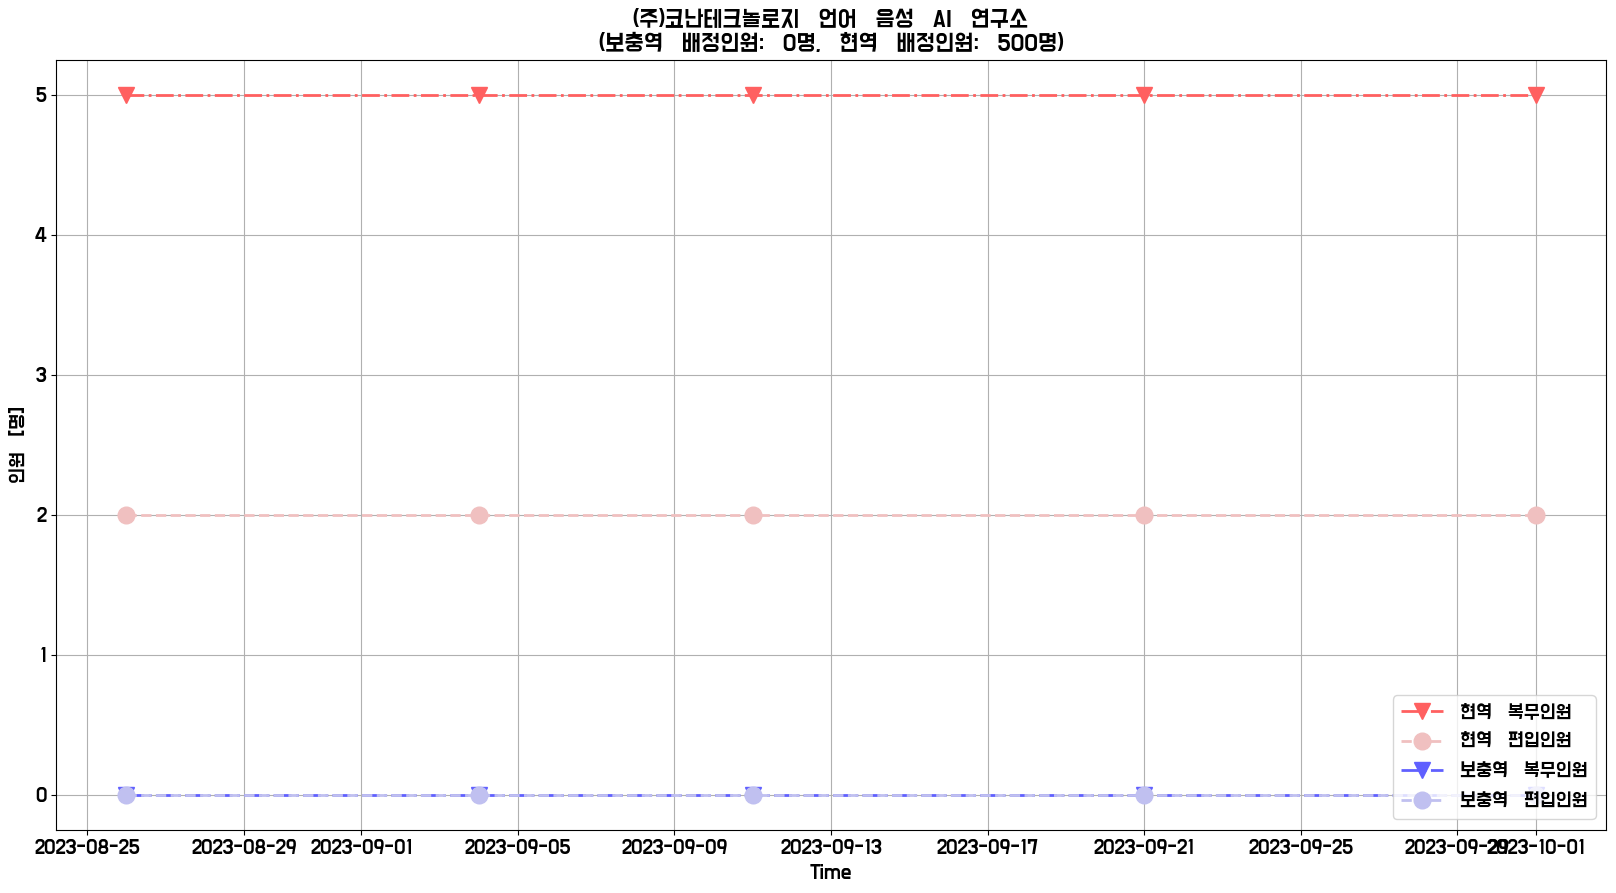 (주)코난테크놀로지 언어 음성 AI 연구소
(보충역 배정인원: 0명, 현역 배정인원: 500명)
5
4
3
2
1
0
인원 [명]
현역 복무인원
현역 편입인원
보충역 복무인원
보충역 편입인원
2023-08-25 2023-08-29 2023-09-01 2023-09-05 2023-09-09 2023-09-13 2023-09-17 2023-09-21 2023-09-25 2023-09-29 2023-10-01
Time